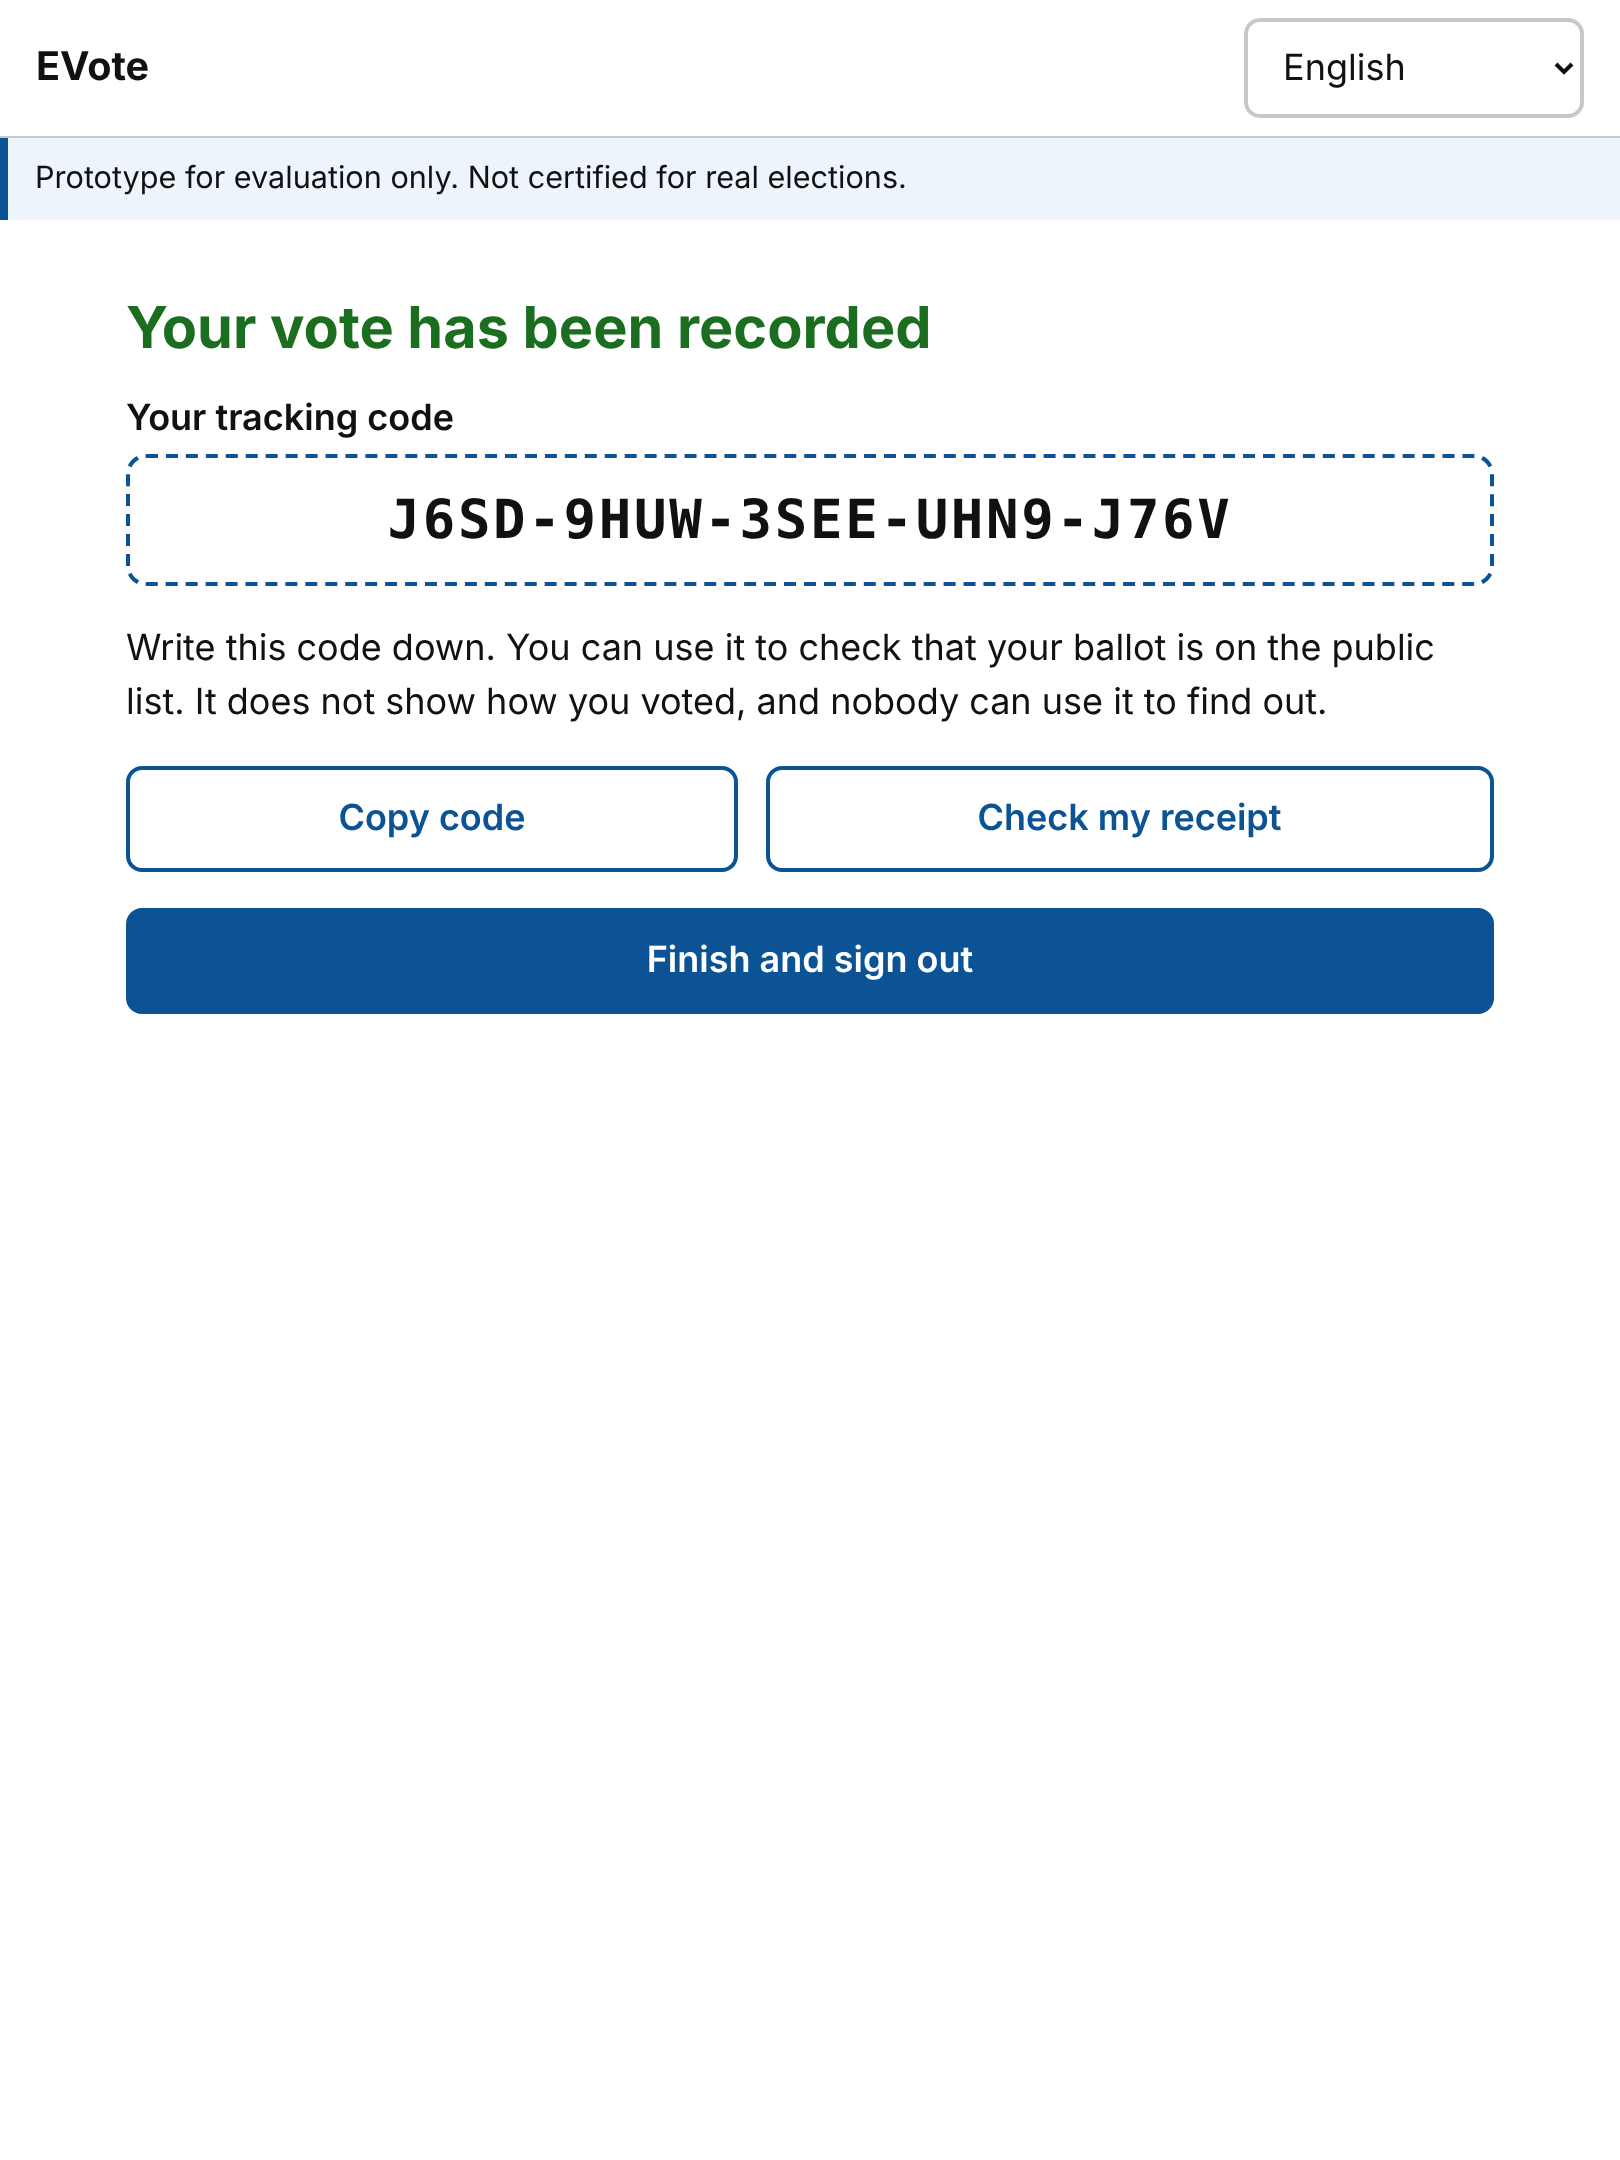 EVote
English
Prototype for evaluation only. Not certified for real elections.
Your vote has been recorded
Your tracking code
J6SD-9HUW-3SEE-UHN9-J76V
Write this code down. You can use it to check that your ballot is on the public
list. It does not show how you voted, and nobody can use it to find out.
Copy code
Check my receipt
Finish and sign out